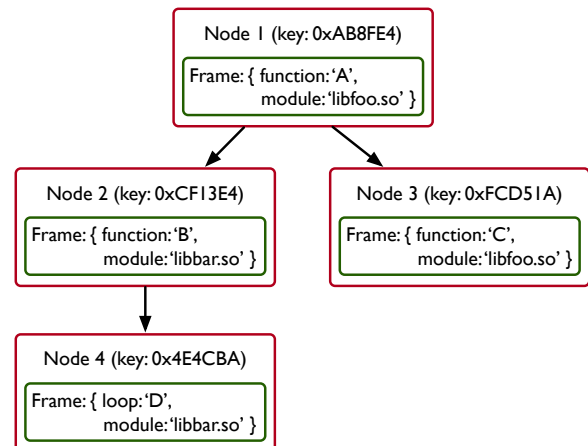 Node 1 (key: 0xAB8FE4)
Frame: { function: ‘A’,
module: ‘libfoo.so’ }
Node 2 (key: 0xCF13E4)
Frame: { function: ‘B’,
module: ‘libbar.so’ }
Node 3 (key: 0xFCD51A)
Frame: { function: ‘C’,
module: ‘libfoo.so’ }
Node 4 (key: 0x4E4CBA)
Frame: { loop: ‘D’,
module: ‘libbar.so’ }